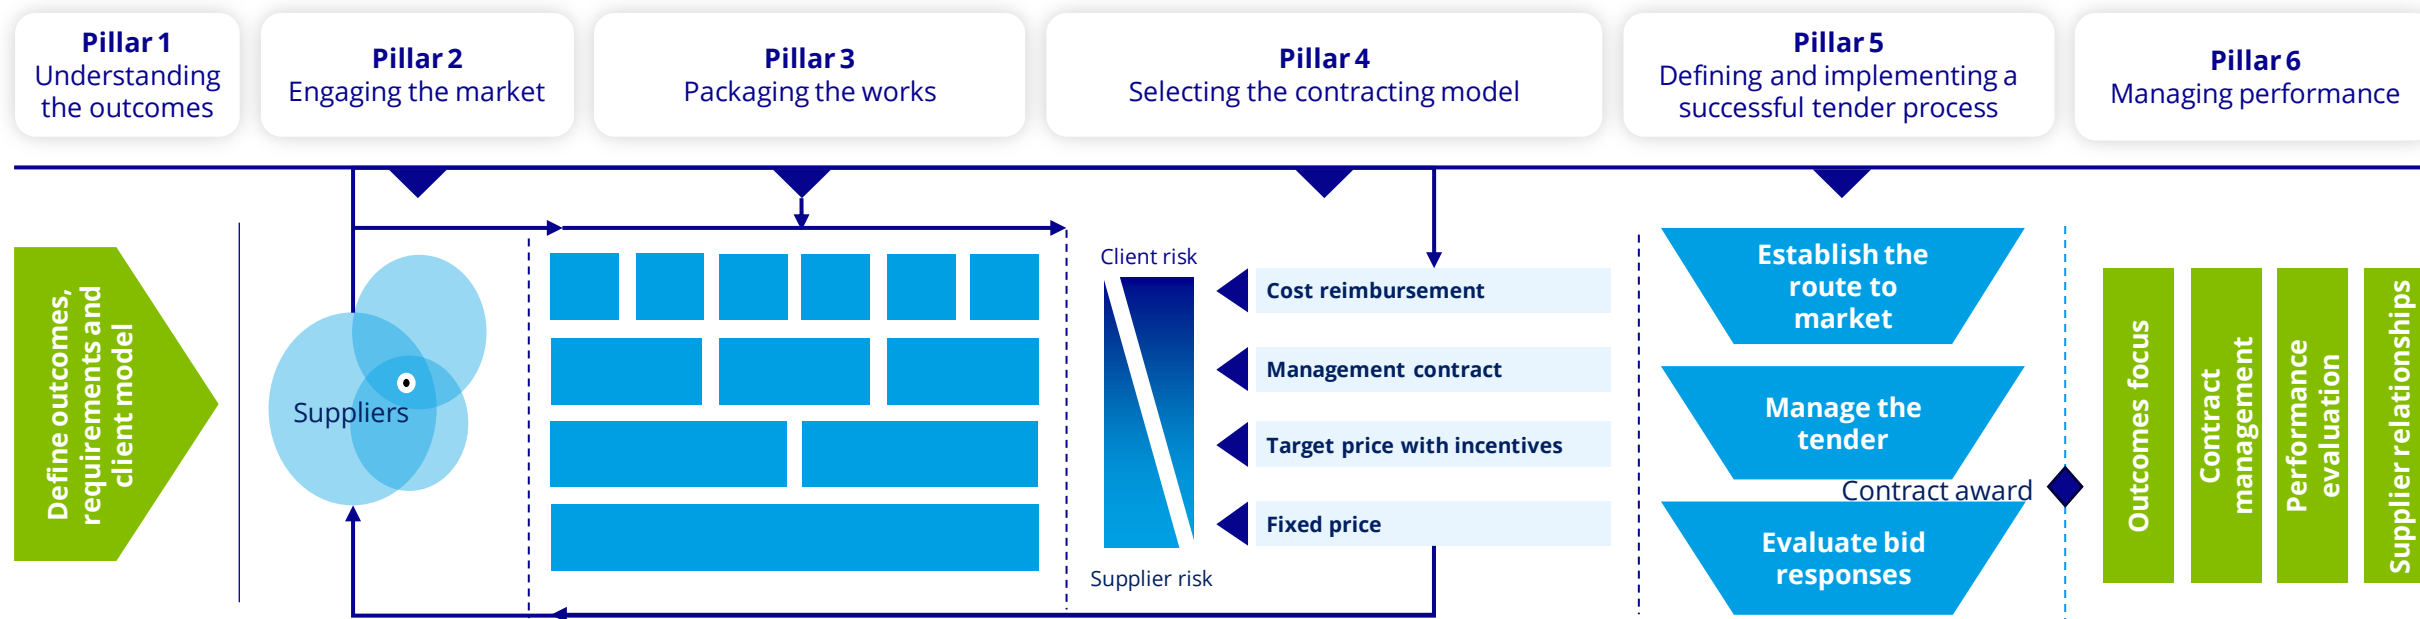 Pillar 1
Understanding
the outcomes
Pillar 2
Engaging the market
Pillar 3
Packaging the works
Pillar 4
Selecting the contracting model
Pillar 5
Defining and implementing a
successful tender process
Pillar 6
Managing performance
Define outcomes,
requirements and
client model
Suppliers
Client risk
Supplier risk
Cost reimbursement
Management contract
Target price with incentives
Fixed price
Establish the
route to
market
Manage the
tender
Contract award
Evaluate bid
responses
Outcomes focus
Contract
management
Performance
evaluation
Supplier relationships